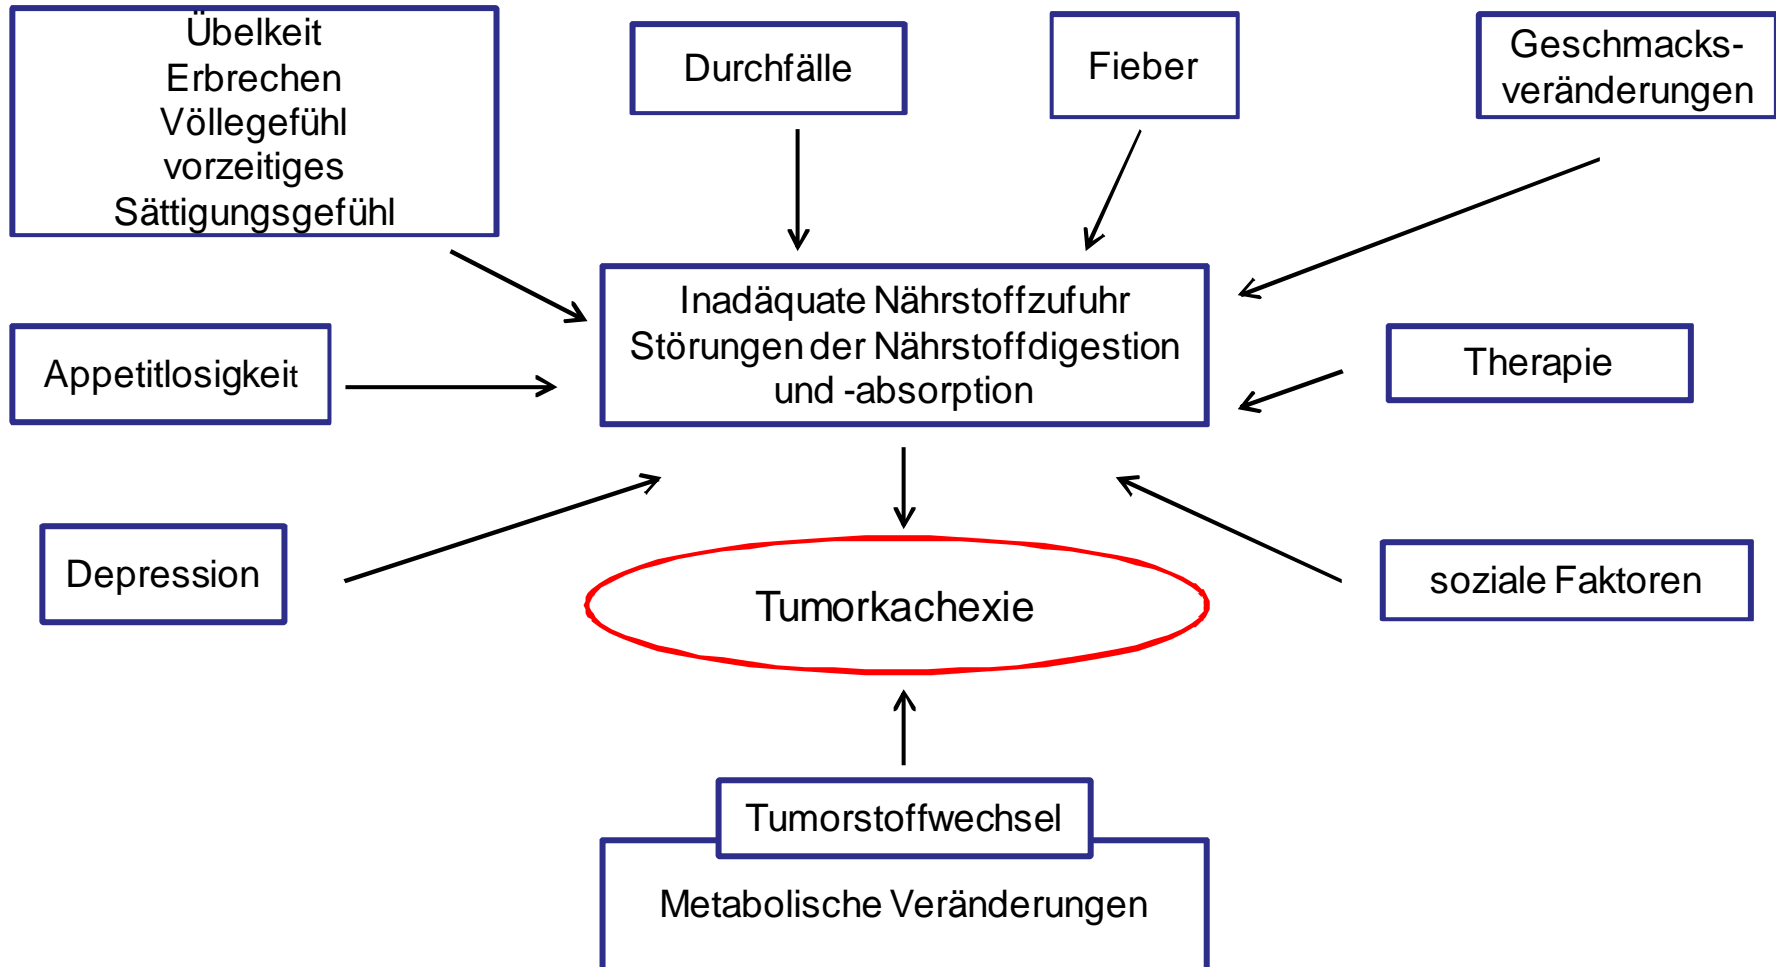 Übelkeit
Erbrechen
Völlegefühl
vorzeitiges
Sättigungsgefühl
Durchfälle
Fieber
Geschmacks-
veränderungen
Inadäquate Nährstoffzufuhr
Störungen der Nährstoffdigestion
und -absorption
Appetitlosigkeit
Therapie
Depression
Tumorkachexie
soziale Faktoren
Tumorstoffwechsel
Metabolische Veränderungen